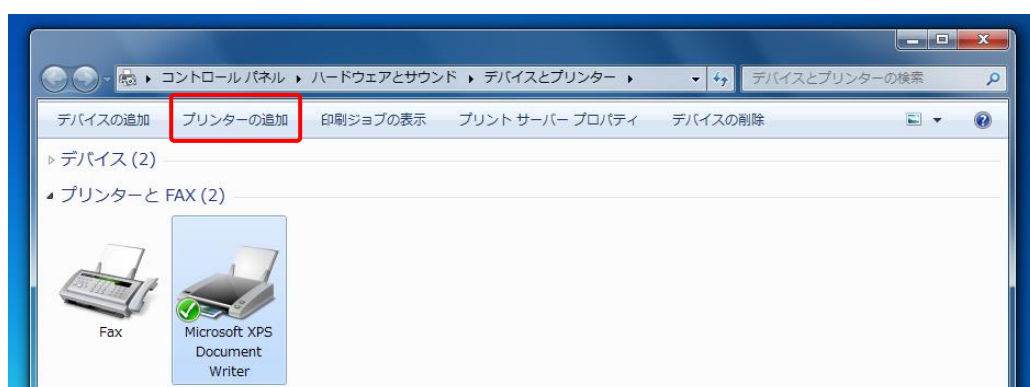 コントロール パネル ハードウェアとサウンド デバイスとプリンター デバイスとプリンターの検索
デバイスの追加 プリンターの追加 印刷ジョブの表示 プリント サーバー プロパティ デバイスの削除
デバイス (2)
プリンターと FAX (2)
Fax
Microsoft XPS
Document
Writer